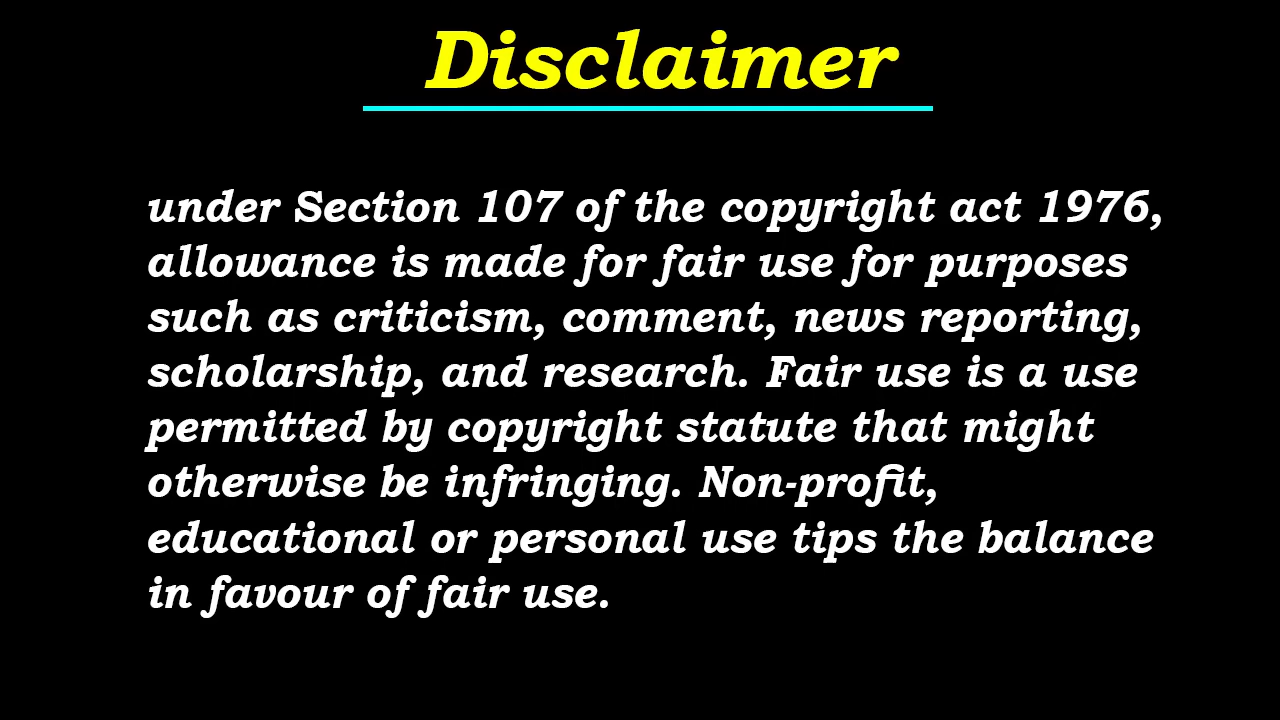 Disclaimer
under Section 107 of the copyright act 1976,
allowance is made for fair use for purposes
such as criticism, comment, news reporting,
scholarship, and research. Fair use is a use
permitted by copyright statute that might
otherwise be infringing. Non-profit,
educational or personal use tips the balance
in favour of fair use.